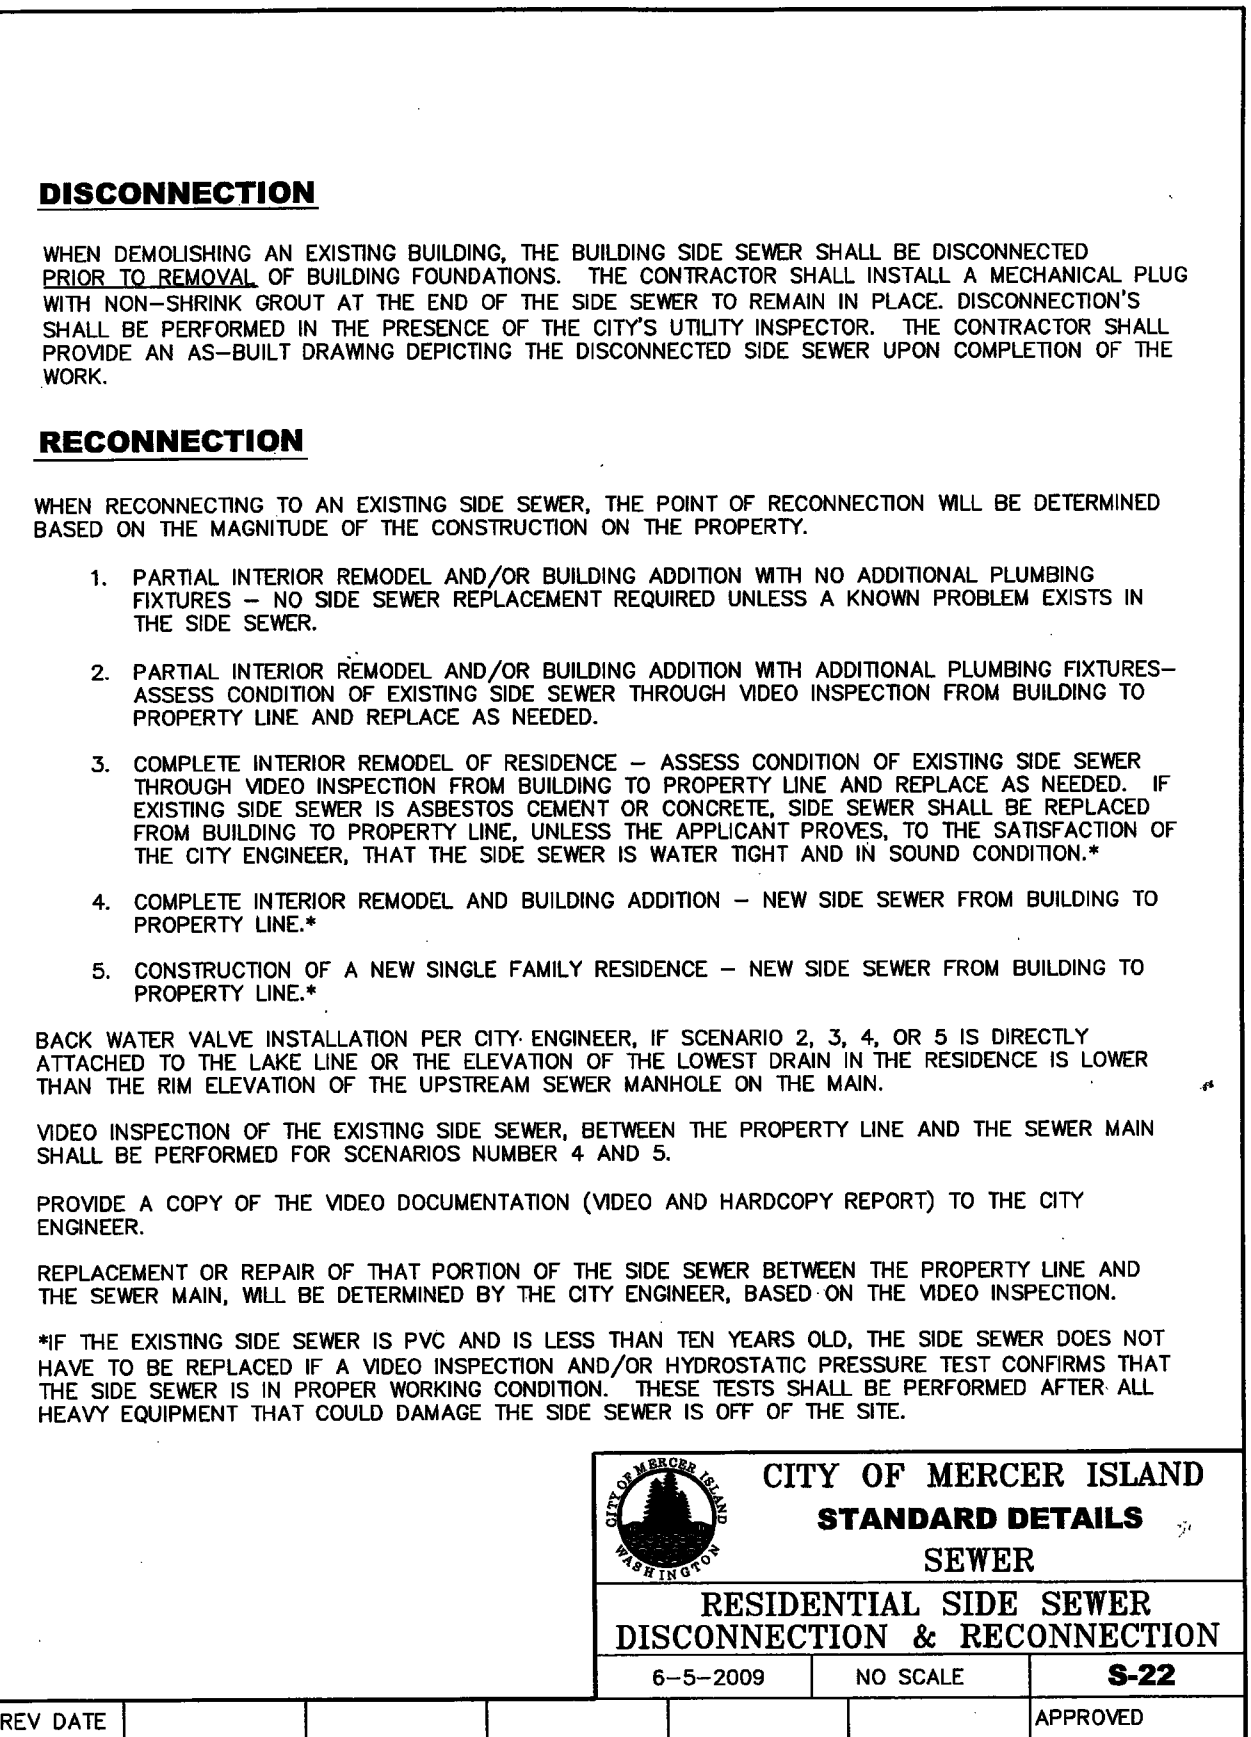 DISCONNECTION
WHEN DEMOLISHING AN EXISTING BUILDING, THE BUILDING SIDE SEWER SHALL BE DISCONNECTED
PRIOR TO REMOVAL OF BUILDING FOUNDATIONS. THE CONTRACTOR SHALL INSTALL A MECHANICAL PLUG
WITH NON-SHRINK GROUT AT THE END OF THE SIDE SEWER TO REMAIN IN PLACE. DISCONNECTION'S
SHALL BE PERFORMED IN THE PRESENCE OF THE CITY'S UTILITY INSPECTOR. THE CONTRACTOR SHALL
PROVIDE AN AS-BUILT DRAWING DEPICTING THE DISCONNECTED SIDE SEWER UPON COMPLETION OF THE
WORK.
RECONNECTION
WHEN RECONNECTING TO AN EXISTING SIDE SEWER, THE POINT OF RECONNECTION WILL BE DETERMINED
BASED ON THE MAGNITUDE OF THE CONSTRUCTION ON THE PROPERTY.
1. PARTIAL INTERIOR REMODEL AND/OR BUILDING ADDITION WITH NO ADDITIONAL PLUMBING
FIXTURES – NO SIDE SEWER REPLACEMENT REQUIRED UNLESS A KNOWN PROBLEM EXISTS IN
THE SIDE SEWER.
2. PARTIAL INTERIOR REMODEL AND/OR BUILDING ADDITION WITH ADDITIONAL PLUMBING FIXTURES–
ASSESS CONDITION OF EXISTING SIDE SEWER THROUGH VIDEO INSPECTION FROM BUILDING TO
PROPERTY LINE AND REPLACE AS NEEDED.
3. COMPLETE INTERIOR REMODEL OF RESIDENCE – ASSESS CONDITION OF EXISTING SIDE SEWER
THROUGH VIDEO INSPECTION FROM BUILDING TO PROPERTY LINE AND REPLACE AS NEEDED. IF
EXISTING SIDE SEWER IS ASBESTOS CEMENT OR CONCRETE, SIDE SEWER SHALL BE REPLACED
FROM BUILDING TO PROPERTY LINE, UNLESS THE APPLICANT PROVES, TO THE SATISFACTION OF
THE CITY ENGINEER, THAT THE SIDE SEWER IS WATER TIGHT AND IN SOUND CONDITION.*
4. COMPLETE INTERIOR REMODEL AND BUILDING ADDITION – NEW SIDE SEWER FROM BUILDING TO
PROPERTY LINE.*
5. CONSTRUCTION OF A NEW SINGLE FAMILY RESIDENCE – NEW SIDE SEWER FROM BUILDING TO
PROPERTY LINE.*
BACK WATER VALVE INSTALLATION PER CITY ENGINEER, IF SCENARIO 2, 3, 4, OR 5 IS DIRECTLY
ATTACHED TO THE LAKE LINE OR THE ELEVATION OF THE LOWEST DRAIN IN THE RESIDENCE IS LOWER
THAN THE RIM ELEVATION OF THE UPSTREAM SEWER MANHOLE ON THE MAIN.
VIDEO INSPECTION OF THE EXISTING SIDE SEWER, BETWEEN THE PROPERTY LINE AND THE SEWER MAIN
SHALL BE PERFORMED FOR SCENARIOS NUMBER 4 AND 5.
PROVIDE A COPY OF THE VIDEO DOCUMENTATION (VIDEO AND HARDCOPY REPORT) TO THE CITY
ENGINEER.
REPLACEMENT OR REPAIR OF THAT PORTION OF THE SIDE SEWER BETWEEN THE PROPERTY LINE AND
THE SEWER MAIN, WILL BE DETERMINED BY THE CITY ENGINEER, BASED ON THE VIDEO INSPECTION.
*IF THE EXISTING SIDE SEWER IS PVC AND IS LESS THAN TEN YEARS OLD, THE SIDE SEWER DOES NOT
HAVE TO BE REPLACED IF A VIDEO INSPECTION AND/OR HYDROSTATIC PRESSURE TEST CONFIRMS THAT
THE SIDE SEWER IS IN PROPER WORKING CONDITION. THESE TESTS SHALL BE PERFORMED AFTER ALL
HEAVY EQUIPMENT THAT COULD DAMAGE THE SIDE SEWER IS OFF OF THE SITE.
CITY OF MERCER ISLAND
WASHINGTON
CITY OF MERCER ISLAND
STANDARD DETAILS
SEWER
RESIDENTIAL SIDE SEWER
DISCONNECTION & RECONNECTION
6-5-2009 NO SCALE S-22
REV DATE APPROVED